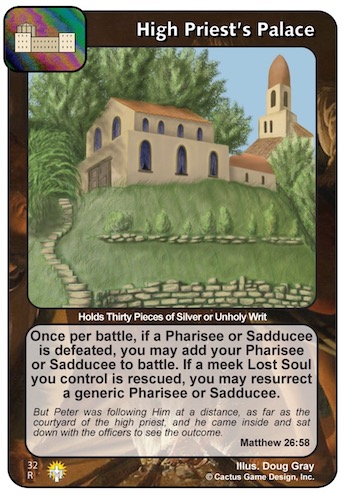 High Priest's Palace
Holds Thirty Pieces of Silver or Unholy Writ
Once per battle, if a Pharisee or Sadducee
is defeated, you may add your Pharisee
or Sadducee to battle. If a meek Lost Soul
you control is rescued, you may resurrect
a generic Pharisee or Sadducee.
But Peter was following Him at a distance, as far as the
courtyard of the high priest, and he came inside and sat
down with the officers to see the outcome.
Matthew 26:58
32
R
Illus. Doug Gray
© Cactus Game Design, Inc.